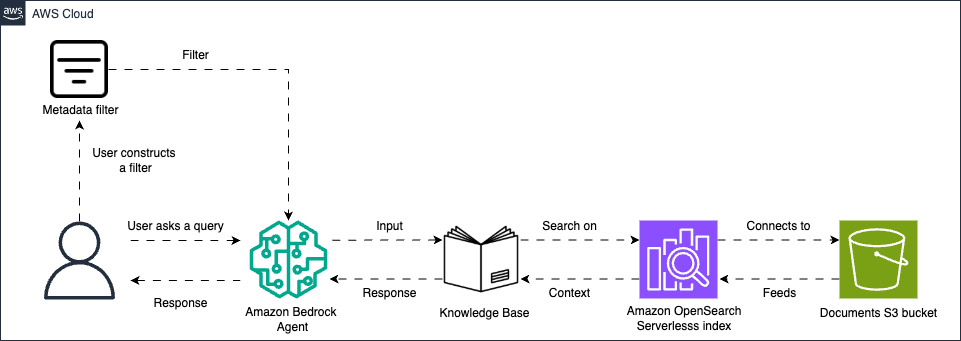 aws
AWS Cloud
Filter
Metadata filter
User constructs
a filter
User asks a query
Input
Search on
Connects to
Response
Response
Context
Feeds
Amazon Bedrock
Agent
Knowledge Base
Amazon OpenSearch
Serverlesss index
Documents S3 bucket